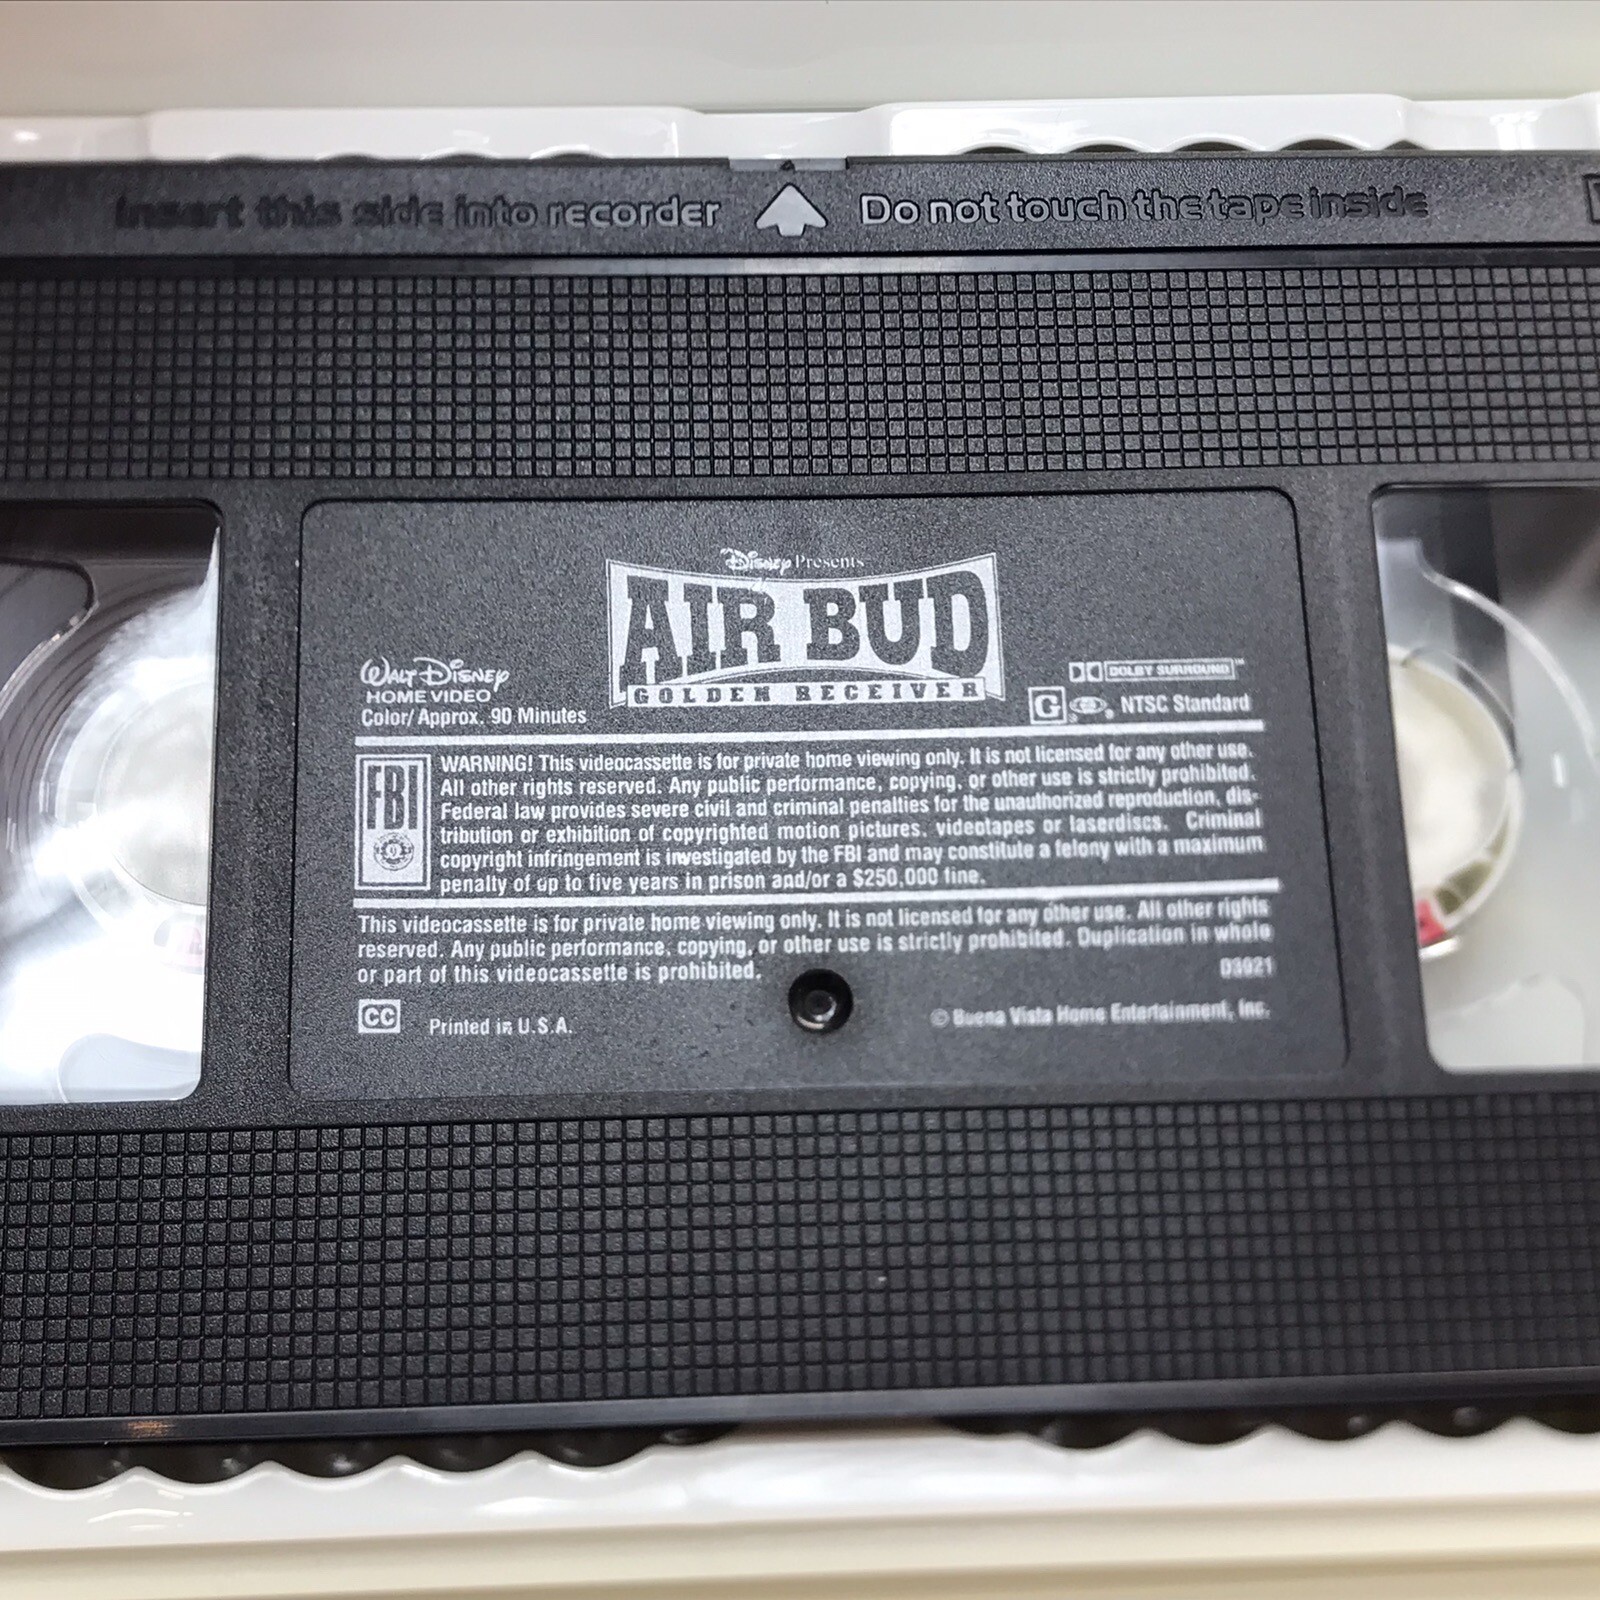 Insert this side into recorder
Do not touch the tape inside
Disney Presents
AIR BUD
GOLDEN RECEIVER
WALT DISNEY
HOME VIDEO
Color/Approx. 90 Minutes
DOLBY SURROUND™
G NTSC Standard
FBI
WARNING! This videocassette is for private home viewing only. It is not licensed for any other use.
All other rights reserved. Any public performance, copying, or other use is strictly prohibited.
Federal law provides severe civil and criminal penalties for the unauthorized reproduction, dis-
tribution or exhibition of copyrighted motion pictures, videotapes or laserdiscs. Criminal
copyright infringement is investigated by the FBI and may constitute a felony with a maximum
penalty of up to five years in prison and/or a $250,000 fine.
This videocassette is for private home viewing only. It is not licensed for any other use. All other rights
reserved. Any public performance, copying, or other use is strictly prohibited. Duplication in whole
or part of this videocassette is prohibited.
D3921
CC
Printed in U.S.A.
© Buena Vista Home Entertainment, Inc.